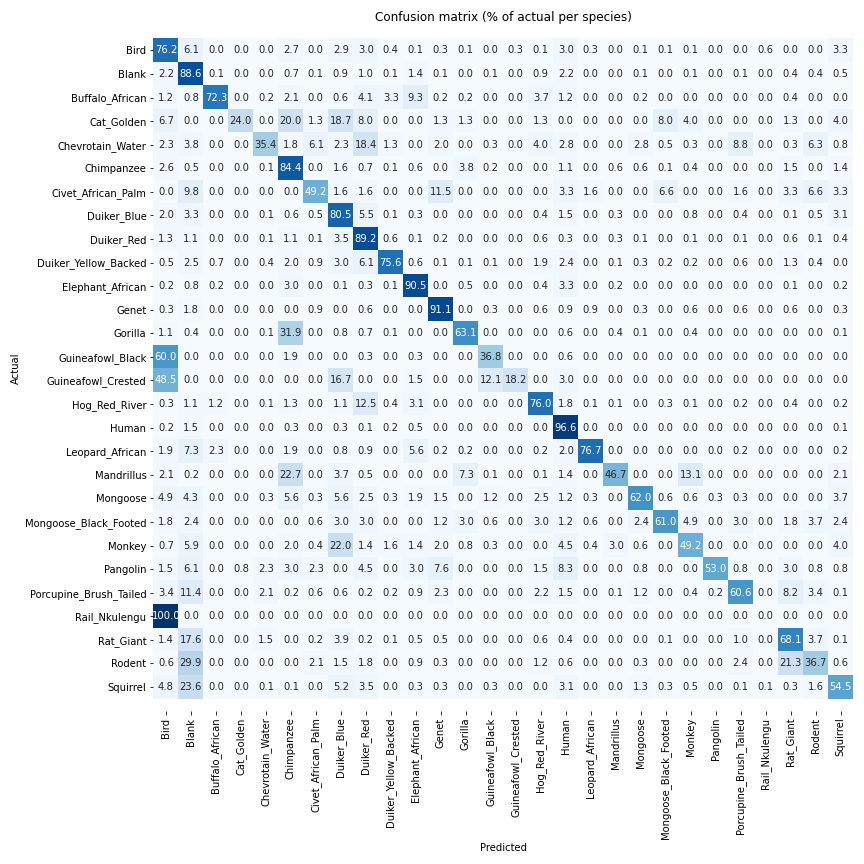 Confusion matrix (% of actual per species)
Bird 76.2 6.1 0.0 0.0 0.0 2.7 0.0 2.9 3.0 0.4 0.1 0.3 0.1 0.0 0.3 0.1 3.0 0.3 0.0 0.1 0.1 0.1 0.0 0.0 0.6 0.0 0.0 3.3
Blank 2.2 88.6 0.1 0.0 0.0 0.7 0.1 0.9 1.0 0.1 1.4 0.1 0.0 0.1 0.0 0.9 2.2 0.0 0.1 0.0 0.1 0.0 0.0 0.1 0.0 0.4 0.4 0.5
Buffalo_African 1.2 0.8 72.3 0.0 0.2 2.1 0.0 0.6 4.1 3.3 9.3 0.2 0.2 0.0 0.0 3.7 1.2 0.0 0.0 0.2 0.0 0.0 0.0 0.0 0.0 0.4 0.0 0.0
Cat_Golden 6.7 0.0 0.0 24.0 0.0 20.0 1.3 18.7 8.0 0.0 0.0 1.3 1.3 0.0 0.0 1.3 0.0 0.0 0.0 0.0 8.0 4.0 0.0 0.0 0.0 1.3 0.0 4.0
Chevrotain_Water 2.3 3.8 0.0 0.0 35.4 1.8 6.1 2.3 18.4 1.3 0.0 2.0 0.0 0.3 0.0 4.0 2.8 0.0 0.0 2.8 0.5 0.3 0.0 8.8 0.0 0.0 6.3 0.8
Chimpanzee 2.6 0.5 0.0 0.0 0.0 84.4 0.0 1.6 0.7 0.1 0.6 0.0 3.8 0.2 0.0 0.0 1.1 0.0 0.6 0.6 0.1 0.4 0.0 0.0 0.0 1.5 0.0 1.4
Civet_African_Palm 0.0 9.8 0.0 0.0 0.0 0.0 49.2 1.6 1.6 0.0 0.0 11.5 0.0 0.0 0.0 0.0 3.3 1.6 0.0 0.0 6.6 0.0 0.0 1.6 0.0 3.3 6.6 3.3
Duiker_Blue 2.0 3.3 0.0 0.0 0.1 0.6 0.5 80.5 5.5 0.1 0.3 0.0 0.0 0.0 0.0 0.4 1.5 0.0 0.3 0.0 0.0 0.8 0.0 0.4 0.0 0.1 0.5 3.1
Duiker_Red 1.3 1.1 0.0 0.0 0.1 1.1 0.1 3.5 89.2 0.6 0.1 0.2 0.0 0.0 0.0 0.6 0.3 0.0 0.3 0.1 0.0 0.1 0.0 0.1 0.0 0.6 0.1 0.4
Duiker_Yellow_Backed 0.5 2.5 0.7 0.0 0.4 2.0 0.9 3.0 6.1 75.6 0.6 0.1 0.1 0.1 0.0 1.9 2.4 0.1 0.0 0.3 0.2 0.2 0.0 0.6 0.0 1.3 0.4 0.0
Elephant_African 0.2 0.8 0.2 0.0 0.0 3.0 0.0 0.1 0.3 0.1 90.5 0.0 0.5 0.0 0.0 0.4 3.3 0.0 0.2 0.0 0.0 0.0 0.0 0.0 0.0 0.1 0.0 0.2
Genet 0.3 1.8 0.0 0.0 0.0 0.0 0.9 0.0 0.6 0.0 0.0 91.1 0.0 0.3 0.0 0.6 0.9 0.9 0.0 0.3 0.0 0.6 0.0 0.6 0.0 0.6 0.0 0.3
Gorilla 1.1 0.4 0.0 0.0 0.1 31.9 0.0 0.8 0.7 0.1 0.0 0.0 63.1 0.0 0.0 0.0 0.6 0.0 0.4 0.1 0.0 0.4 0.0 0.0 0.0 0.0 0.0 0.1
Guineafowl_Black 60.0 0.0 0.0 0.0 0.0 1.9 0.0 0.0 0.3 0.0 0.3 0.0 0.0 36.8 0.0 0.0 0.6 0.0 0.0 0.0 0.0 0.0 0.0 0.0 0.0 0.0 0.0 0.0
Guineafowl_Crested 48.5 0.0 0.0 0.0 0.0 0.0 0.0 16.7 0.0 0.0 1.5 0.0 0.0 12.1 18.2 0.0 3.0 0.0 0.0 0.0 0.0 0.0 0.0 0.0 0.0 0.0 0.0 0.0
Hog_Red_River 0.3 1.1 1.2 0.0 0.1 1.3 0.0 1.1 12.5 0.4 3.1 0.0 0.0 0.0 0.0 76.0 1.8 0.1 0.1 0.0 0.3 0.1 0.0 0.2 0.0 0.4 0.0 0.2
Human 0.2 1.5 0.0 0.0 0.0 0.3 0.0 0.3 0.1 0.2 0.5 0.0 0.0 0.0 0.0 0.0 96.6 0.0 0.1 0.0 0.0 0.0 0.0 0.0 0.0 0.0 0.0 0.1
Leopard_African 1.9 7.3 2.3 0.0 0.0 1.9 0.0 0.8 0.9 0.0 5.6 0.2 0.2 0.0 0.0 0.2 2.0 76.7 0.0 0.0 0.0 0.0 0.0 0.2 0.0 0.0 0.0 0.2
Mandrillus 2.1 0.2 0.0 0.0 0.0 22.7 0.0 3.7 0.5 0.0 0.0 0.0 7.3 0.1 0.0 0.1 1.4 0.0 46.7 0.0 0.0 13.1 0.0 0.0 0.0 0.0 0.0 2.1
Mongoose 4.9 4.3 0.0 0.0 0.3 5.6 0.3 5.6 2.5 0.3 1.9 1.5 0.0 1.2 0.0 2.5 1.2 0.3 0.0 62.0 0.6 0.6 0.3 0.3 0.0 0.0 0.0 3.7
Mongoose_Black_Footed 1.8 2.4 0.0 0.0 0.0 0.0 0.6 3.0 3.0 0.0 0.0 1.2 3.0 0.6 0.0 3.0 1.2 0.6 0.0 2.4 61.0 4.9 0.0 3.0 0.0 1.8 3.7 2.4
Monkey 0.7 5.9 0.0 0.0 0.0 2.0 0.4 22.0 1.4 1.6 1.4 2.0 0.8 0.3 0.0 0.0 4.5 0.4 3.0 0.6 0.0 49.2 0.0 0.0 0.0 0.0 0.0 4.0
Pangolin 1.5 6.1 0.0 0.8 2.3 3.0 2.3 0.0 4.5 0.0 3.0 7.6 0.0 0.0 0.0 1.5 8.3 0.0 0.0 0.8 0.0 0.0 53.0 0.8 0.0 3.0 0.8 0.8
Porcupine_Brush_Tailed 3.4 11.4 0.0 0.0 2.1 0.2 0.6 0.6 0.2 0.2 0.9 2.3 0.0 0.0 0.0 2.2 1.5 0.0 0.1 1.2 0.0 0.4 0.2 60.6 0.0 8.2 3.4 0.1
Rail_Nkulengu 100.0 0.0 0.0 0.0 0.0 0.0 0.0 0.0 0.0 0.0 0.0 0.0 0.0 0.0 0.0 0.0 0.0 0.0 0.0 0.0 0.0 0.0 0.0 0.0 0.0 0.0 0.0 0.0
Rat_Giant 1.4 17.6 0.0 0.0 1.5 0.0 0.2 3.9 0.2 0.1 0.5 0.5 0.0 0.0 0.0 0.6 0.4 0.0 0.0 0.0 0.1 0.0 0.0 1.0 0.0 68.1 3.7 0.1
Rodent 0.6 29.9 0.0 0.0 0.0 0.0 2.1 1.5 1.8 0.0 0.9 0.3 0.0 0.0 0.0 1.2 0.6 0.0 0.0 0.3 0.0 0.0 0.0 2.4 0.0 21.3 36.7 0.6
Squirrel 4.8 23.6 0.0 0.0 0.1 0.1 0.0 5.2 3.5 0.0 0.3 0.3 0.0 0.3 0.0 0.0 3.1 0.0 0.0 1.3 0.3 0.5 0.0 0.1 0.1 0.3 1.6 54.5
Actual
Bird
Blank
Buffalo_African
Cat_Golden
Chevrotain_Water
Chimpanzee
Civet_African_Palm
Duiker_Blue
Duiker_Red
Duiker_Yellow_Backed
Elephant_African
Genet
Gorilla
Guineafowl_Black
Guineafowl_Crested
Hog_Red_River
Human
Leopard_African
Mandrillus
Mongoose
Mongoose_Black_Footed
Monkey
Pangolin
Porcupine_Brush_Tailed
Rail_Nkulengu
Rat_Giant
Rodent
Squirrel
Predicted